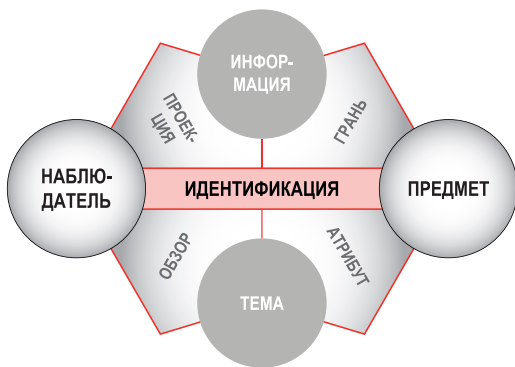 ИНФОР-
МАЦИЯ
ПРОЕК-
ЦИЯ
ГРАНЬ
НАБЛЮ-
ДАТЕЛЬ
ИДЕНТИФИКАЦИЯ
ПРЕДМЕТ
ОБЗОР
АТРИБУТ
ТЕМА